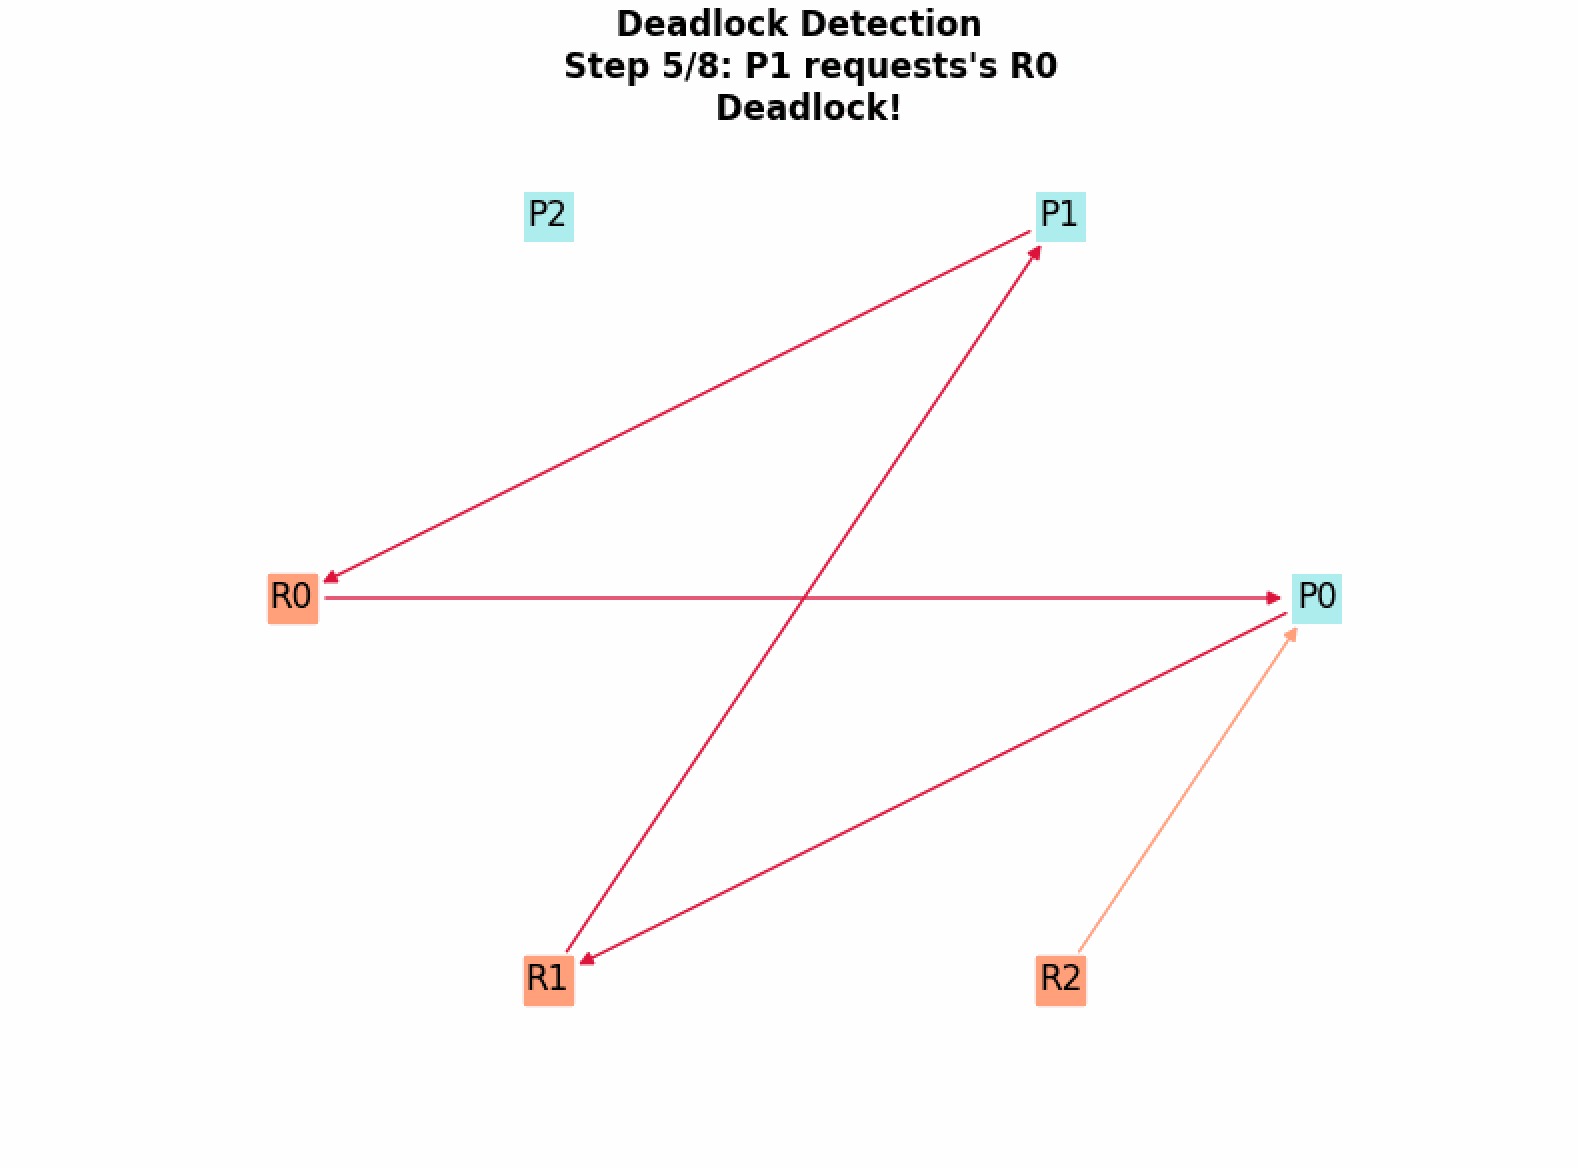 Deadlock Detection
Step 5/8: P1 requests's R0
Deadlock!
P2
P1
R0
P0
R1
R2